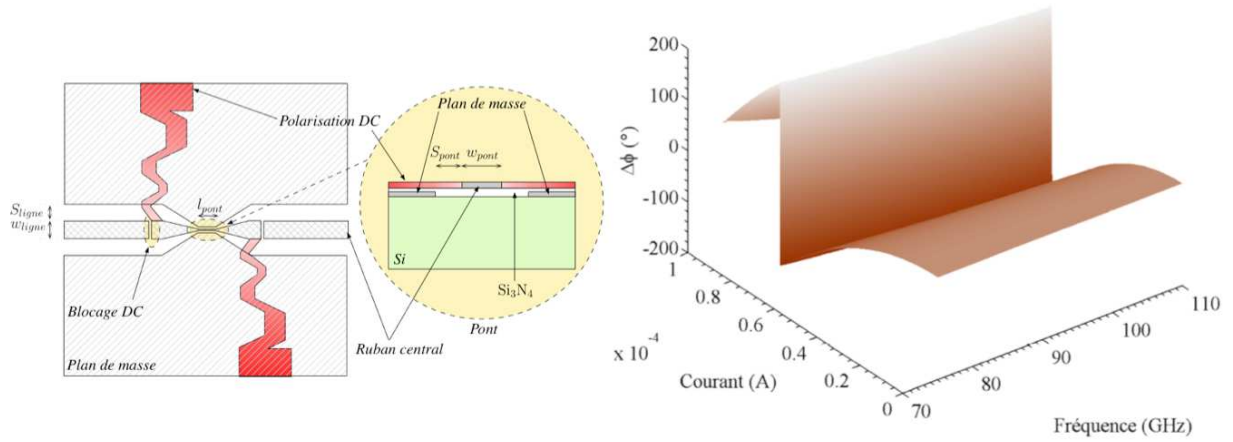 Polarisation DC
Plan de masse
S_pont w_pont
S_ligne
w_ligne
l_pont
Si
Si₃N₄
Blocage DC
Pont
Ruban central
Plan de masse
200
100
0
-100
-200
Δϕ (°)
1
0.8
0.6
0.4
0.2
0
x 10⁻⁴
Courant (A)
70
80
90
100
110
Fréquence (GHz)